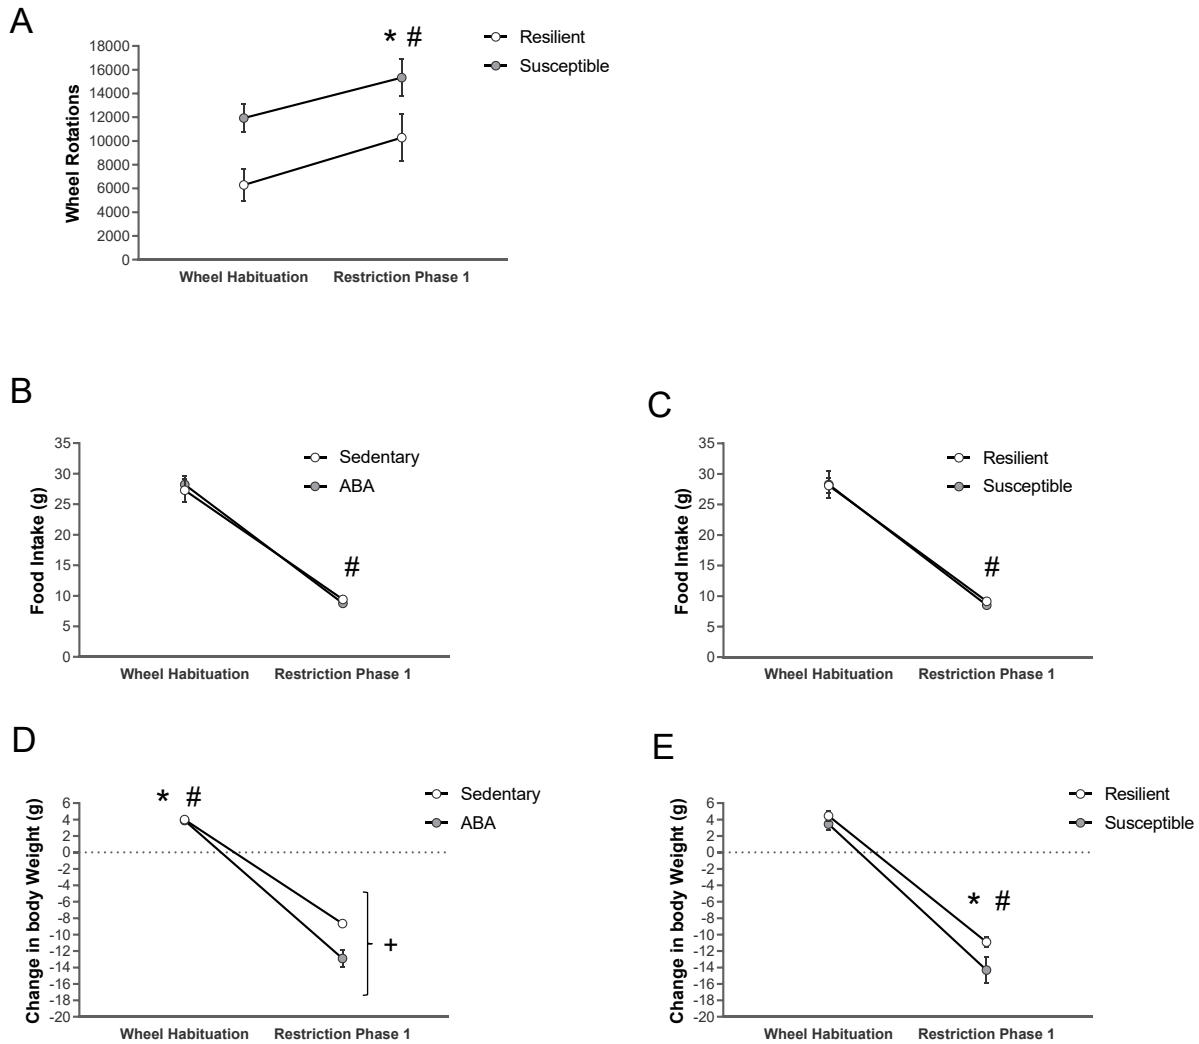 A
* #
Resilient
Susceptible
Wheel Rotations
18000
16000
14000
12000
10000
8000
6000
4000
2000
0
Wheel Habituation Restriction Phase 1
B
Food Intake (g)
35
30
25
20
15
10
5
0
Sedentary
ABA
#
Wheel Habituation Restriction Phase 1
C
Food Intake (g)
35
30
25
20
15
10
5
0
Resilient
Susceptible
#
Wheel Habituation Restriction Phase 1
D
Change in body Weight (g)
6
4
2
0
-2
-4
-6
-8
-10
-12
-14
-16
-18
-20
* #
Sedentary
ABA
+
Wheel Habituation Restriction Phase 1
E
Change in body Weight (g)
6
4
2
0
-2
-4
-6
-8
-10
-12
-14
-16
-18
-20
Resilient
Susceptible
* #
Wheel Habituation Restriction Phase 1